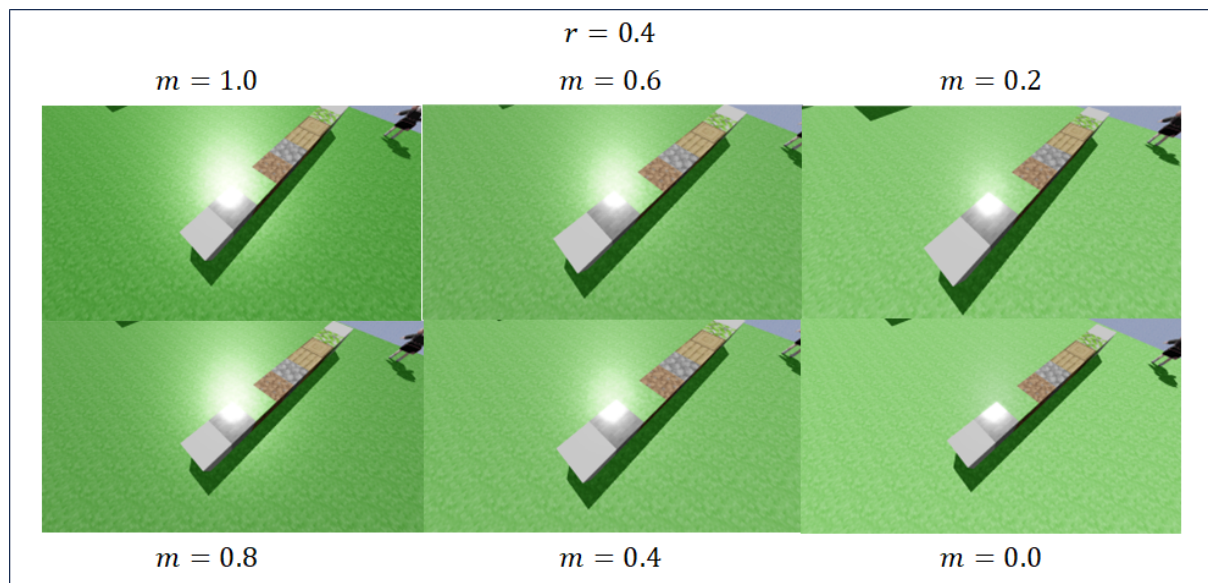 r = 0.4
m = 1.0
m = 0.6
m = 0.2
m = 0.8
m = 0.4
m = 0.0